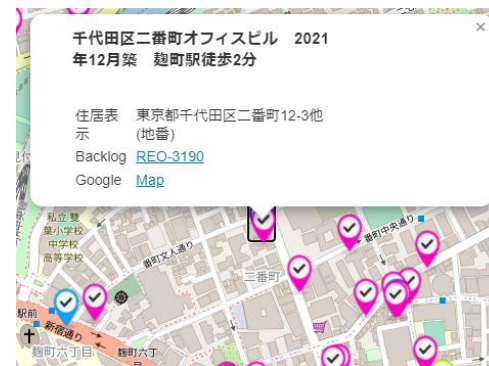 千代田区二番町オフィスビル　2021
年12月築　麹町駅徒歩2分
×
住居表
示
東京都千代田区二番町12-3他
(地番)
Backlog REO-3190
Google Map
私立 雙
葉小学校
中学校
高等学校
番町文人通り
番町中央通り
二番町
駅前
新宿通り
麹町六丁目
麹町六丁
目